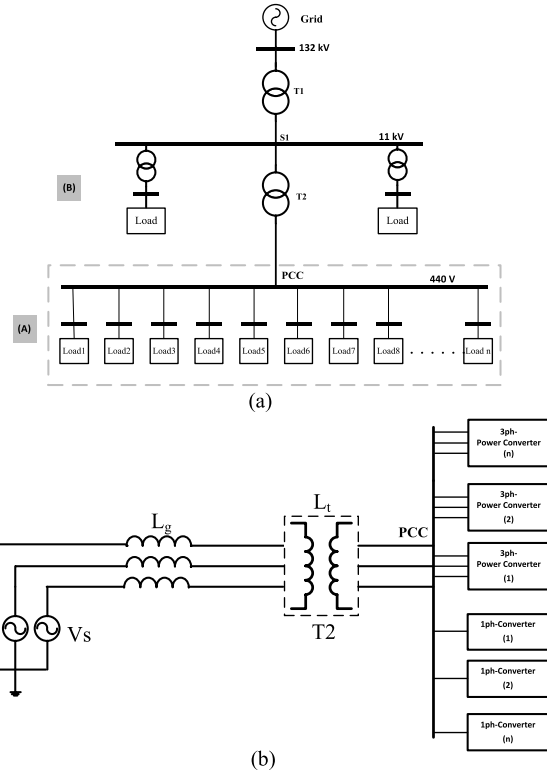 Grid
132 kV
T1
S1
11 kV
(B)
T2
Load
Load
PCC
440 V
(A)
Load1
Load2
Load3
Load4
Load5
Load6
Load7
Load8
. . . . . .
Load n
(a)
3ph-
Power Converter
(n)
3ph-
Power Converter
(2)
Lg
Lt
PCC
3ph-
Power Converter
(1)
Vs
T2
1ph-Converter
(1)
1ph-Converter
(2)
1ph-Converter
(n)
(b)